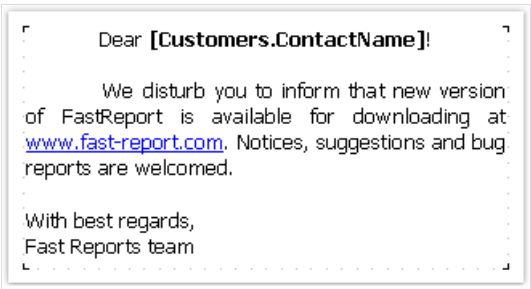 Dear [Customers.ContactName]!
We disturb you to inform that new version
of FastReport is available for downloading at
www.fast-report.com. Notices, suggestions and bug
reports are welcomed.
With best regards,
Fast Reports team